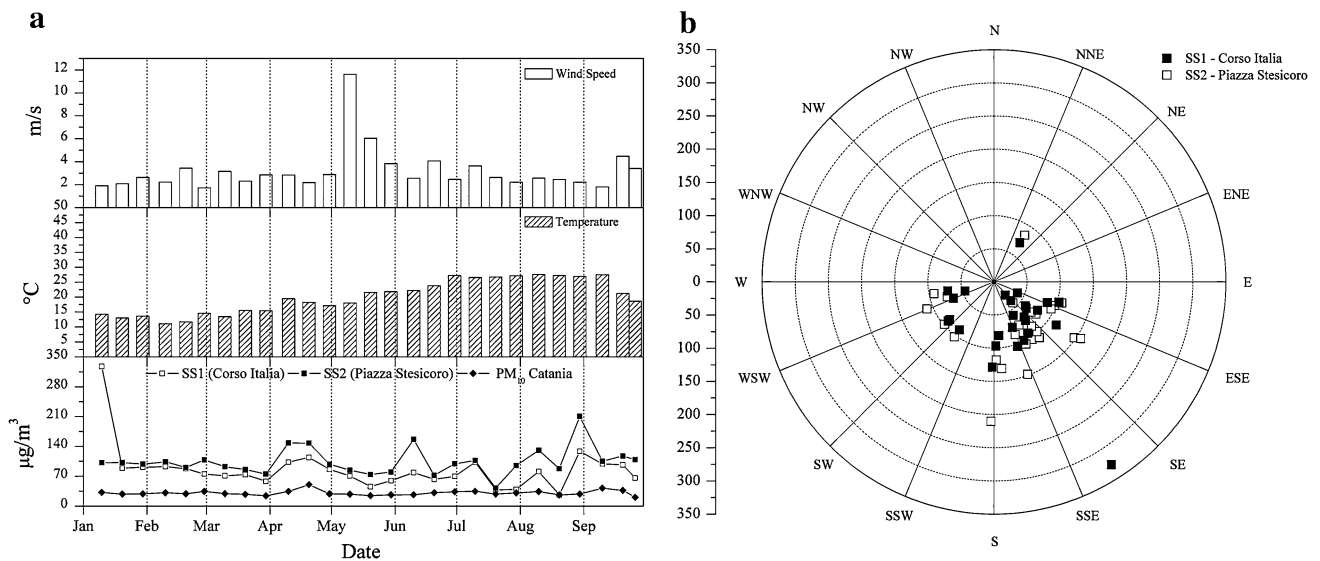 a
12
10
8
6
4
2
m/s
Wind Speed
50
45
40
35
30
25
20
15
10
5
°C
Temperature
350
280
210
140
70
0
µg/m³
SS1 (Corso Italia) SS2 (Piazza Stesicoro) PM10 Catania
Jan Feb Mar Apr May Jun Jul Aug Sep
Date
b
350
300
250
200
150
100
50
0
50
100
150
200
250
300
350
SS1 - Corso Italia
SS2 - Piazza Stesicoro
N
NW NNE
NW NE
WNW ENE
W E
WSW ESE
SW SE
SSW SSE
S